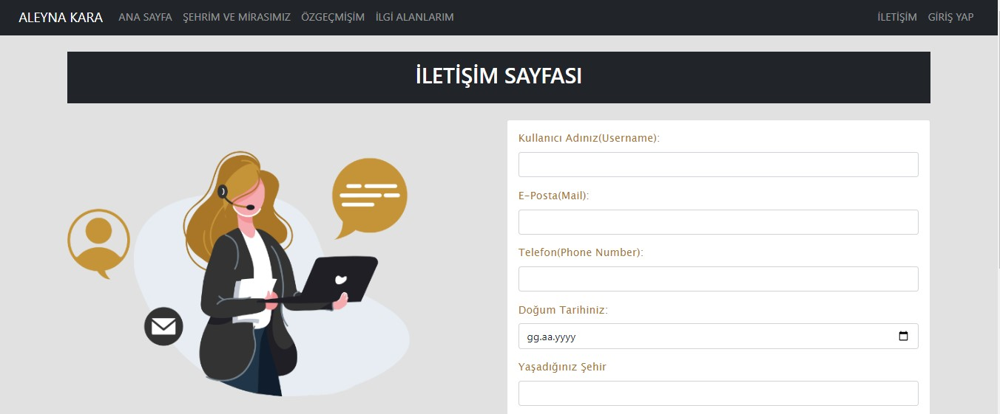 ALEYNA KARA ANA SAYFA ŞEHRİM VE MİRASIMIZ ÖZGEÇMİŞİM İLGİ ALANLARIM İLETİŞİM GİRİŞ YAP
İLETİŞİM SAYFASI
Kullanıcı Adınız(Username):
E-Posta(Mail):
Telefon(Phone Number):
Doğum Tarihiniz:
gg.aa.yyyy
Yaşadığınız Şehir